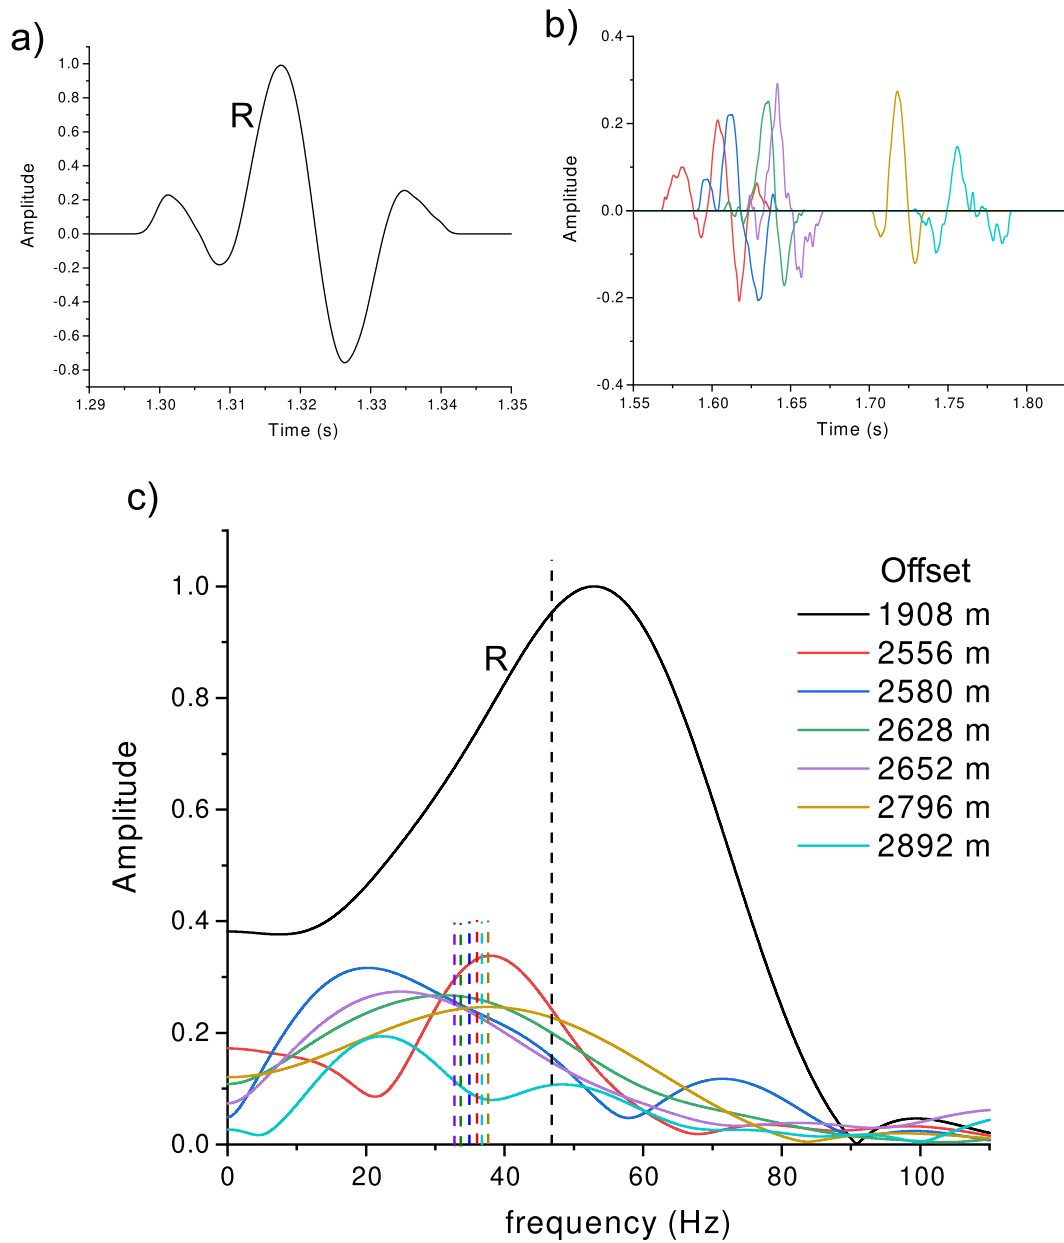 a)
1.0
0.8
0.6
0.4
0.2
0.0
-0.2
-0.4
-0.6
-0.8
Amplitude
R
1.29
1.30
1.31
1.32
1.33
1.34
1.35
Time (s)
b)
0.4
0.2
0.0
-0.2
-0.4
Amplitude
1.55
1.60
1.65
1.70
1.75
1.80
Time (s)
c)
1.0
0.8
0.6
0.4
0.2
0.0
Amplitude
R
Offset
1908 m
2556 m
2580 m
2628 m
2652 m
2796 m
2892 m
0
20
40
60
80
100
frequency (Hz)